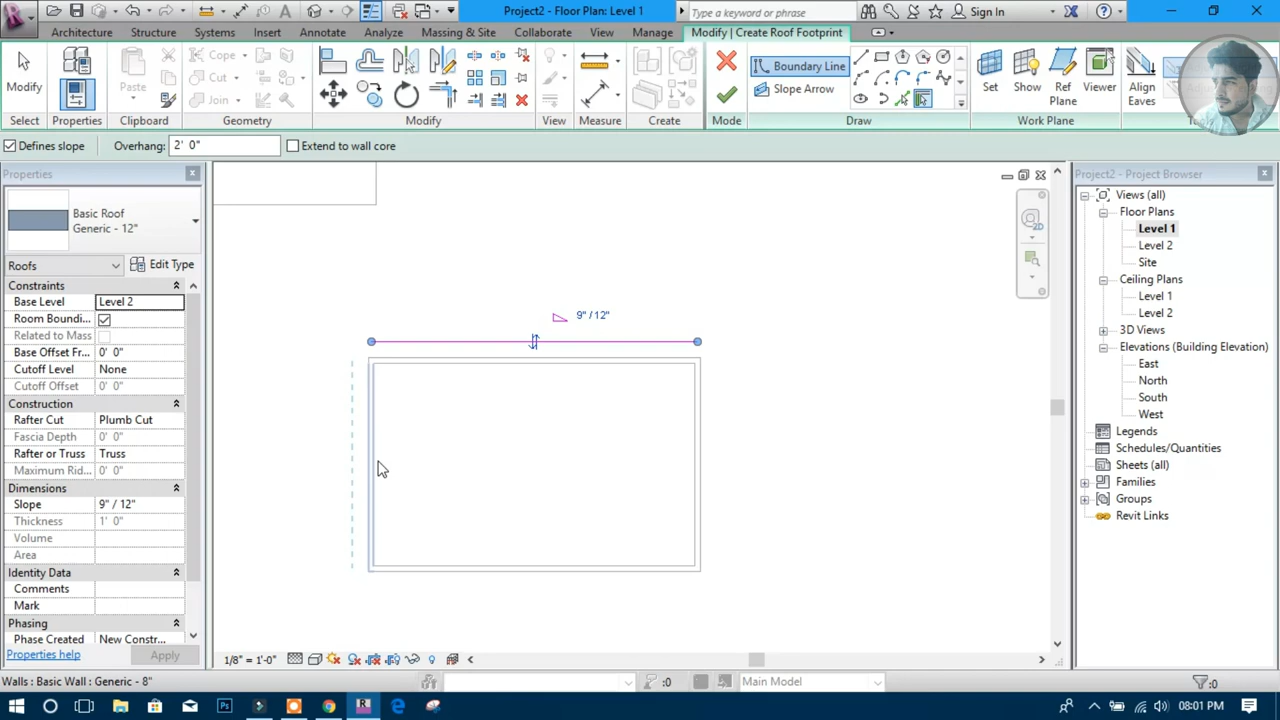 Project2 - Floor Plan: Level 1
Type a keyword or phrase
Sign In
Architecture Structure Systems Insert Annotate Analyze Massing & Site Collaborate View Manage Modify | Create Roof Footprint
Modify
Paste
Cope
Cut
Join
Boundary Line
Slope Arrow
Set Show Ref Plane Viewer
Align Eaves
Select Properties Clipboard Geometry Modify View Measure Create Mode Draw Work Plane
Defines slope Overhang: 2' 0" Extend to wall core
Properties
Basic Roof
Generic - 12"
Roofs Edit Type
Constraints
Base Level Level 2
Room Boundi...
Related to Mass
Base Offset Fr... 0' 0"
Cutoff Level None
Cutoff Offset 0' 0"
Construction
Rafter Cut Plumb Cut
Fascia Depth 0' 0"
Rafter or Truss Truss
Maximum Rid... 0' 0"
Dimensions
Slope 9" / 12"
Thickness 1' 0"
Volume
Area
Identity Data
Comments
Mark
Phasing
Phase Created New Constr...
Properties help Apply
9" / 12"
2D
Project2 - Project Browser
Views (all)
Floor Plans
Level 1
Level 2
Site
Ceiling Plans
Level 1
Level 2
3D Views
Elevations (Building Elevation)
East
North
South
West
Legends
Schedules/Quantities
Sheets (all)
Families
Groups
Revit Links
1/8" = 1'-0"
Walls : Basic Wall : Generic - 8"
:0
Main Model
:0
08:01 PM